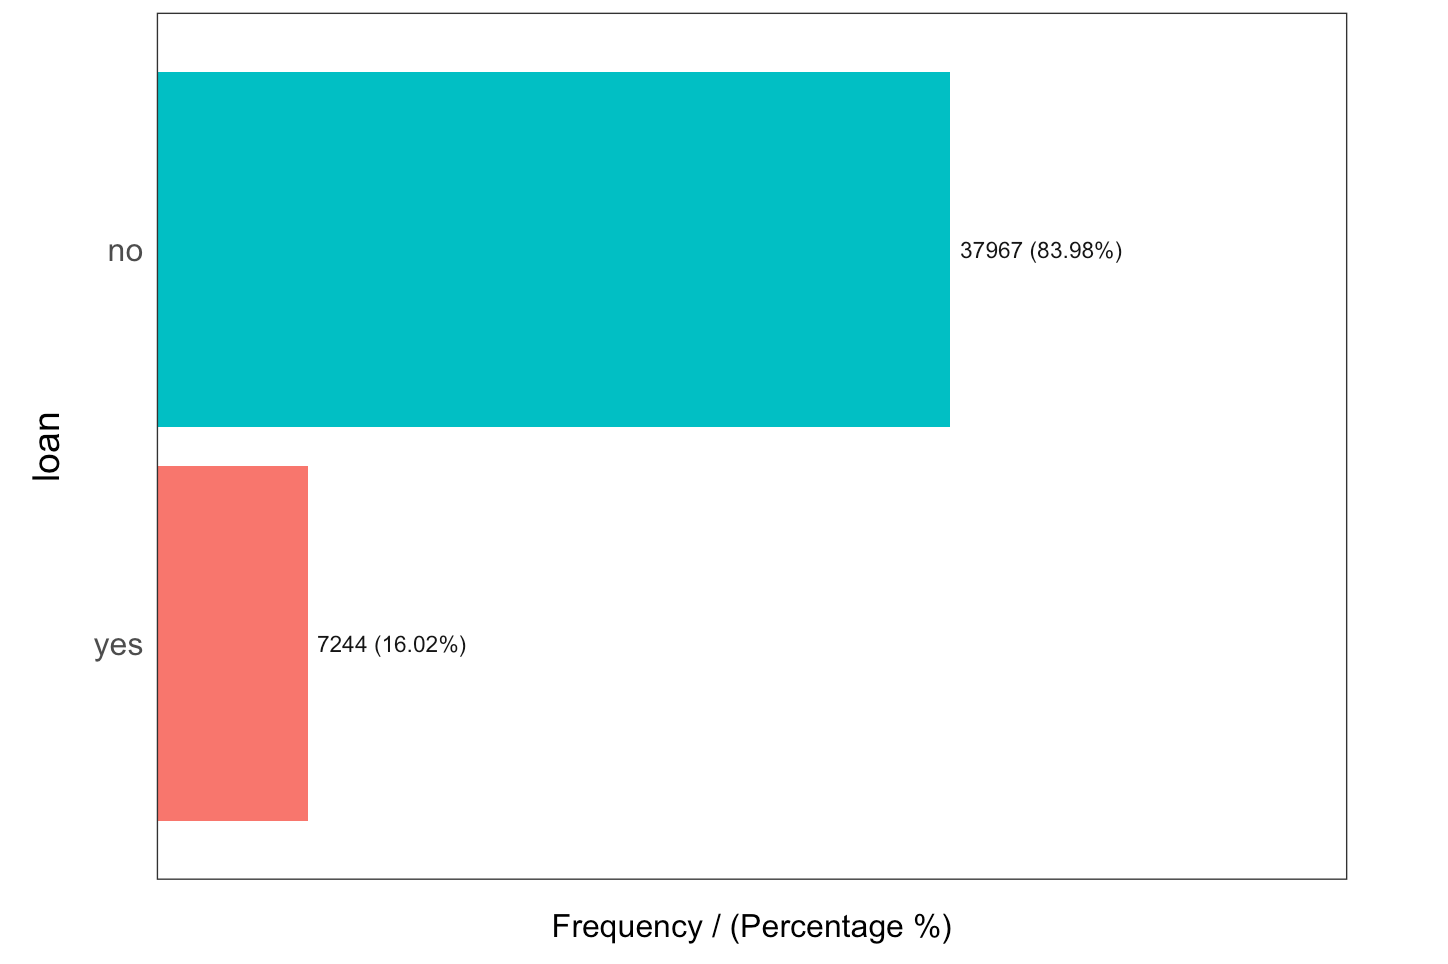 no
37967 (83.98%)
loan
yes
7244 (16.02%)
Frequency / (Percentage %)